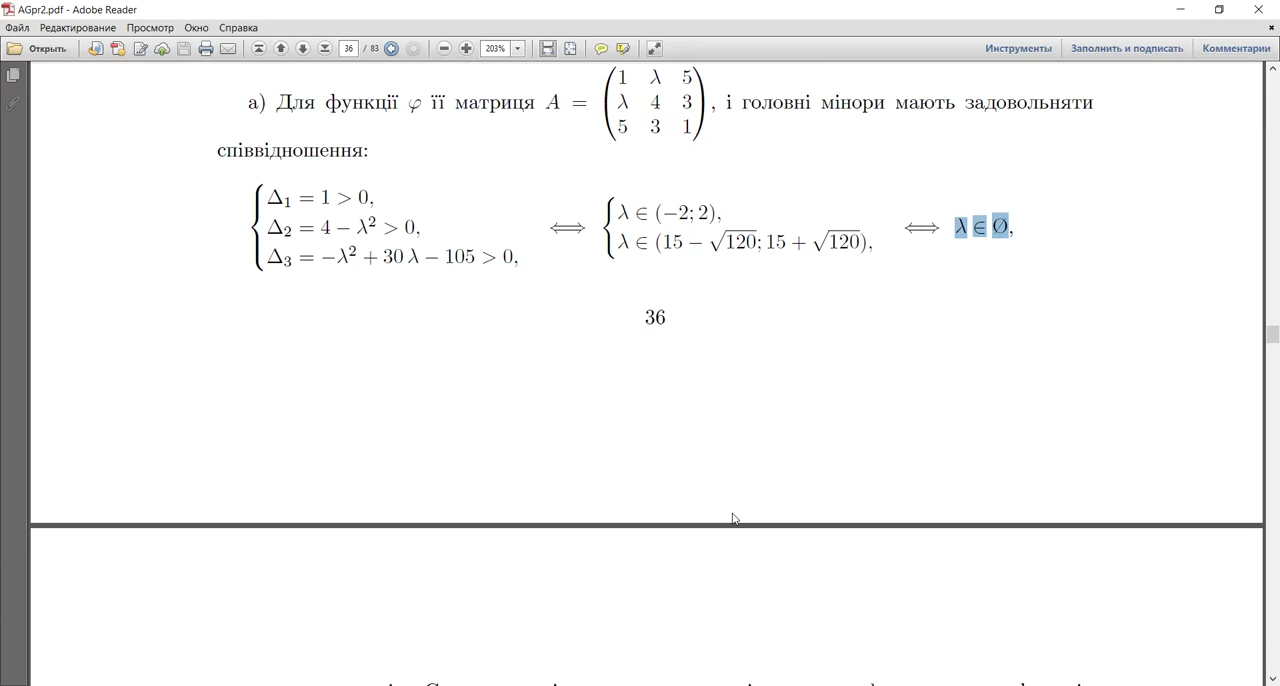 AGpr2.pdf - Adobe Reader
Файл Редактирование Просмотр Окно Справка
Открыть 36 / 83 203% Инструменты Заполнить и подписать Комментарии
а) Для функції φ її матриця A = (1 λ 5; λ 4 3; 5 3 1), і головні мінори мають задовольняти
співвідношення:
{ Δ₁ = 1 > 0,
Δ₂ = 4 − λ² > 0,
Δ₃ = −λ² + 30 λ − 105 > 0,
⟺ { λ ∈ (−2; 2),
λ ∈ (15 − √120; 15 + √120),
⟺ λ ∈ Ø,
36